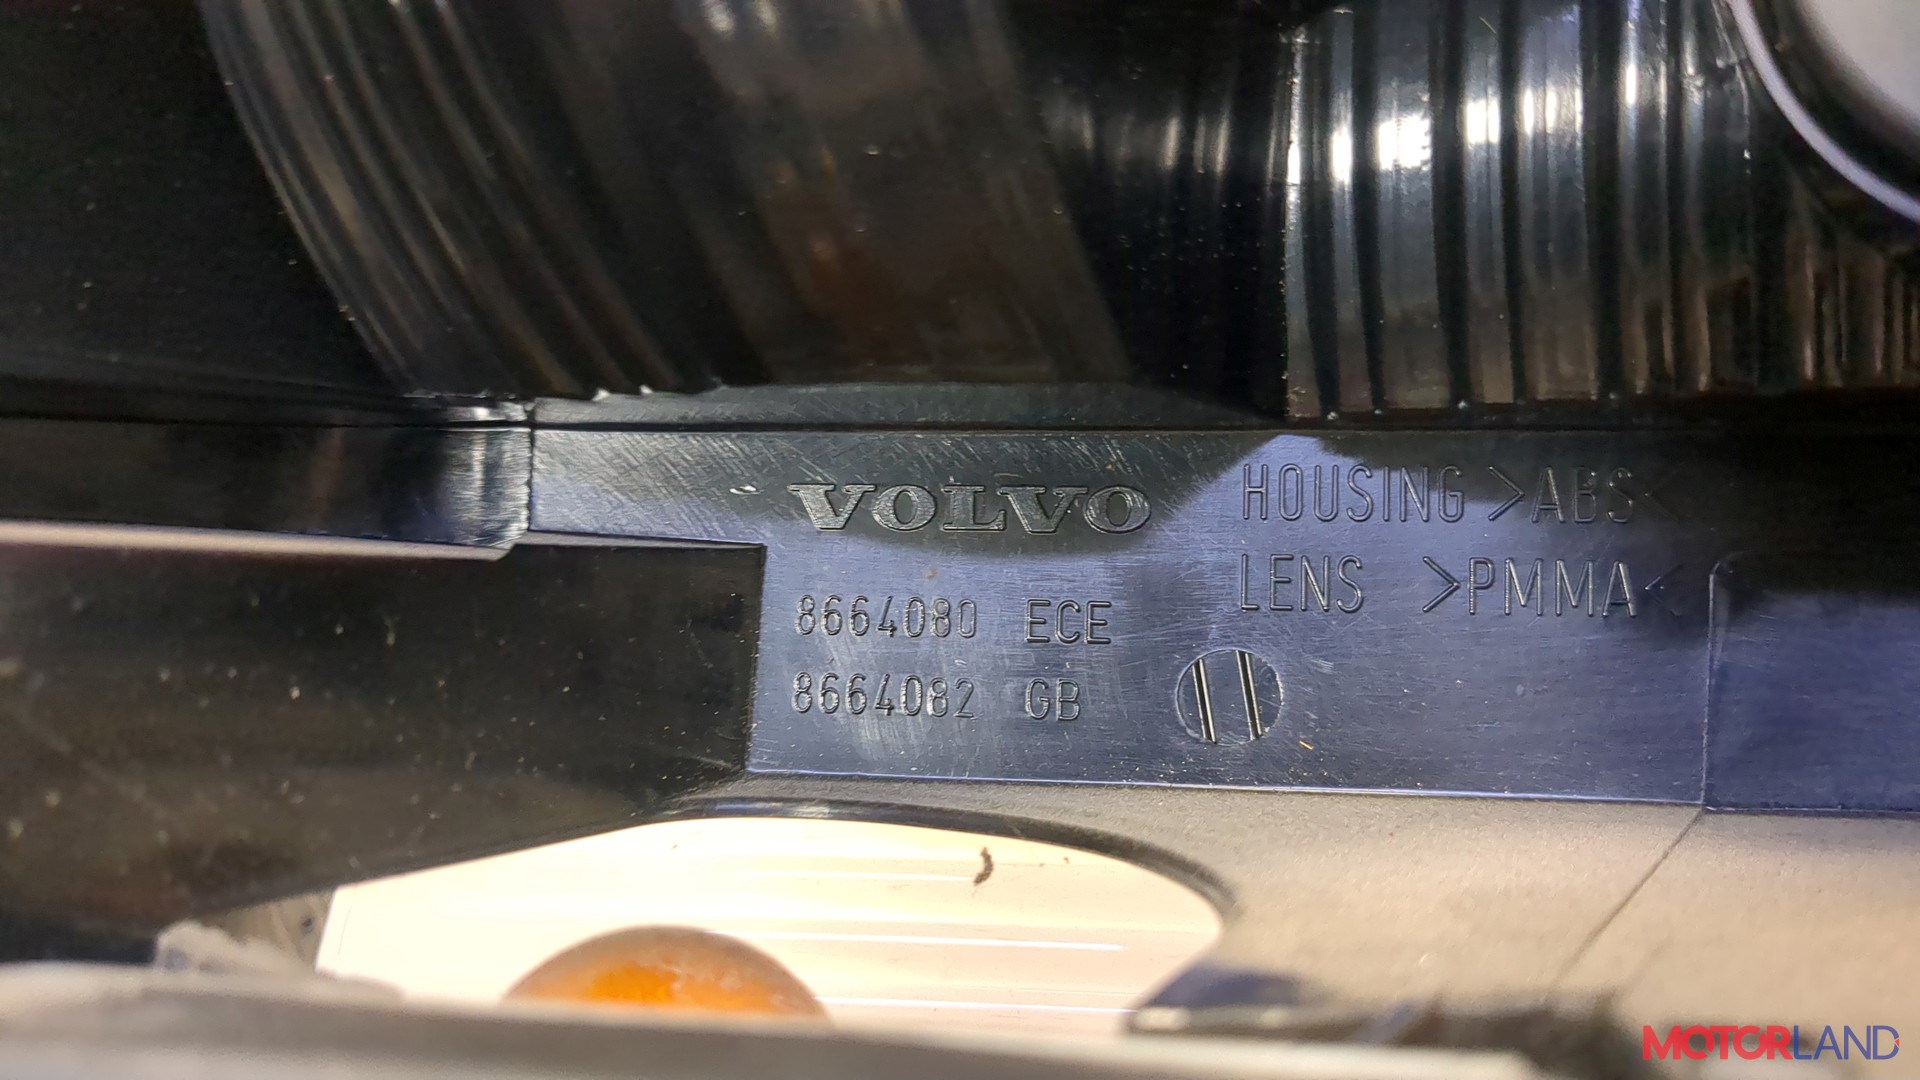 VOLVO
8664080 ECE
8664082 GB
HOUSING >ABS<
LENS >PMMA<
MOTORLAND